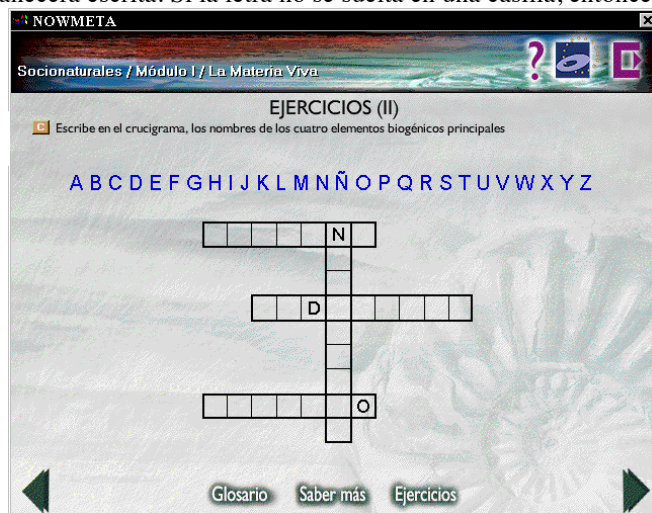 NOWMETA
Socionaturales / Módulo I / La Materia Viva
EJERCICIOS (II)
C Escribe en el crucigrama, los nombres de los cuatro elementos biogénicos principales
A B C D E F G H I J K L M N Ñ O P Q R S T U V W X Y Z
N
D
O
Glosario Saber más Ejercicios